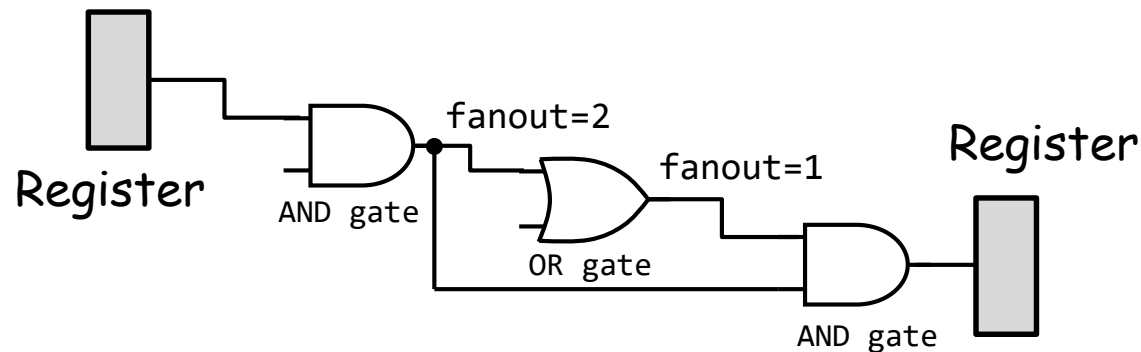 fanout=2
Register
fanout=1
Register
AND gate
OR gate
AND gate